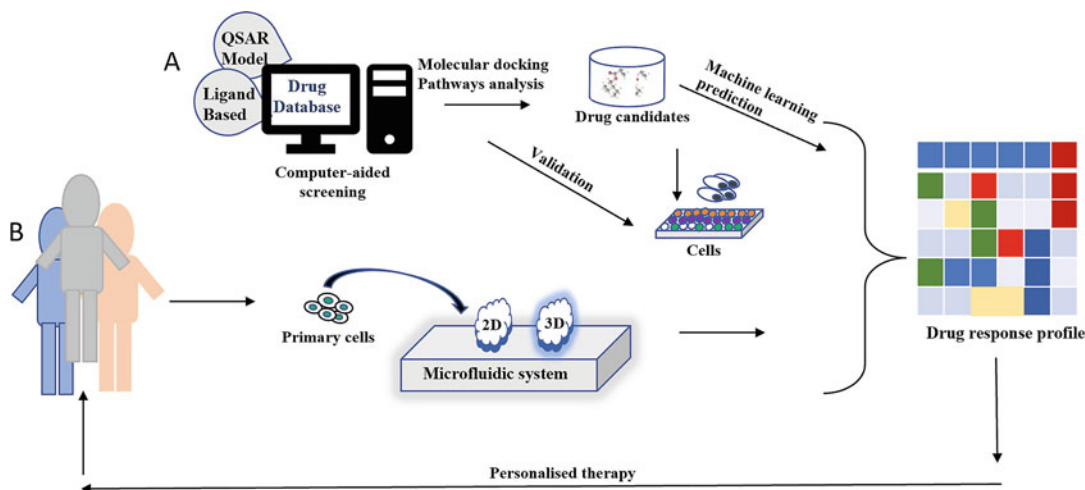 A
QSAR
Model
Ligand
Based
Drug
Database
Computer-aided
screening
Molecular docking
Pathways analysis
Validation
Drug candidates
Machine learning
prediction
Cells
B
Primary cells
2D
3D
Microfluidic system
Drug response profile
Personalised therapy